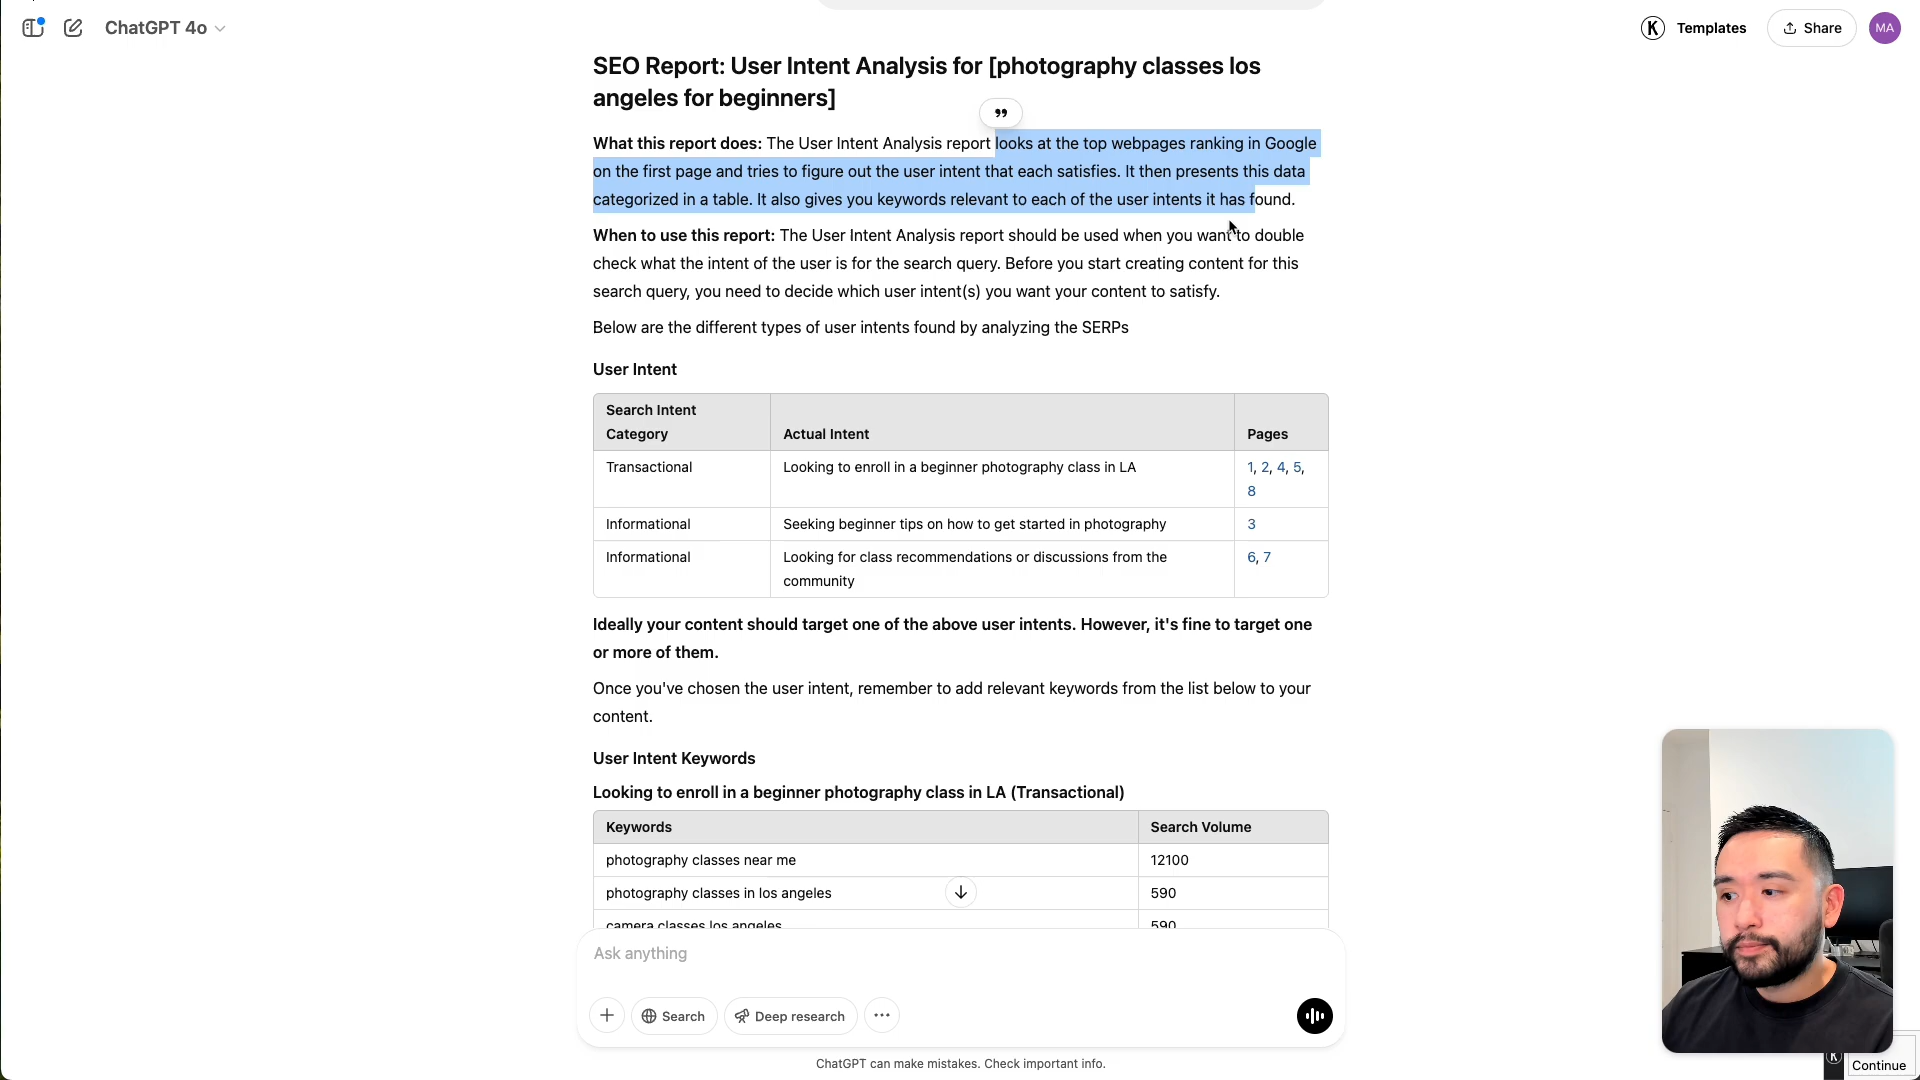 ChatGPT 4o
K
Templates
Share
MA
SEO Report: User Intent Analysis for [photography classes los
angeles for beginners]
What this report does: The User Intent Analysis report looks at the top webpages ranking in Google
on the first page and tries to figure out the user intent that each satisfies. It then presents this data
categorized in a table. It also gives you keywords relevant to each of the user intents it has found.
When to use this report: The User Intent Analysis report should be used when you want to double
check what the intent of the user is for the search query. Before you start creating content for this
search query, you need to decide which user intent(s) you want your content to satisfy.
Below are the different types of user intents found by analyzing the SERPs
User Intent
Search Intent
Category
Actual Intent
Pages
Transactional
Looking to enroll in a beginner photography class in LA
1, 2, 4, 5,
8
Informational
Seeking beginner tips on how to get started in photography
3
Informational
Looking for class recommendations or discussions from the
community
6, 7
Ideally your content should target one of the above user intents. However, it's fine to target one
or more of them.
Once you've chosen the user intent, remember to add relevant keywords from the list below to your
content.
User Intent Keywords
Looking to enroll in a beginner photography class in LA (Transactional)
Keywords
Search Volume
photography classes near me
12100
photography classes in los angeles
590
camera classes los angeles
590
Ask anything
Search
Deep research
ChatGPT can make mistakes. Check important info.
K
Continue